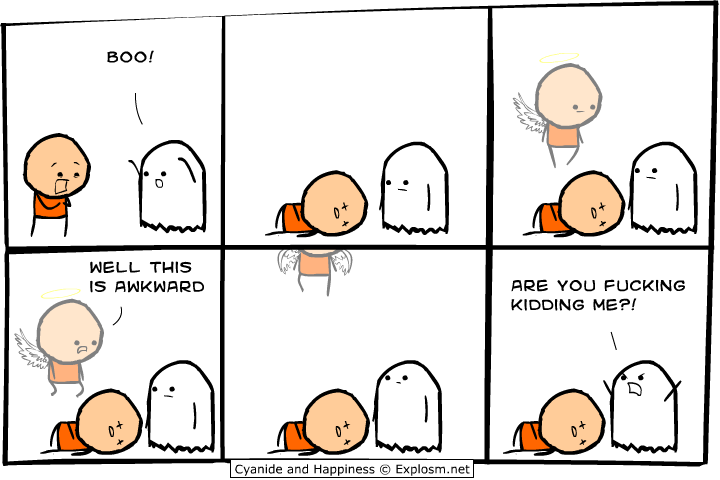 BOO!
WELL THIS
IS AWKWARD
ARE YOU FUCKING
KIDDING ME?!
Cyanide and Happiness © Explosm.net